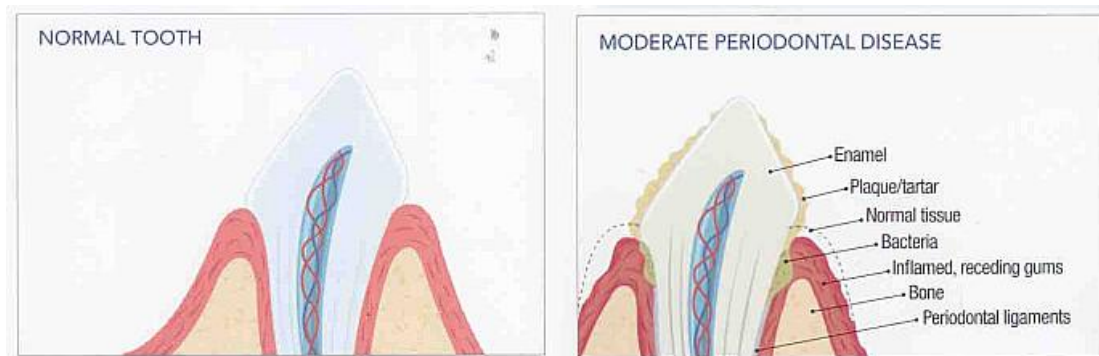 NORMAL TOOTH
MODERATE PERIODONTAL DISEASE
Enamel
Plaque/tartar
Normal tissue
Bacteria
Inflamed, receding gums
Bone
Periodontal ligaments